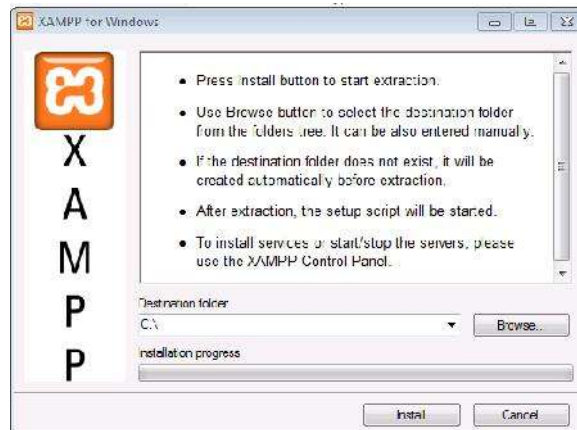 XAMPP for Windows
X
A
M
P
P
• Press Install button to start extraction.
• Use Browse button to select the destination folder
from the folders tree. It can be also entered manually.
• If the destination folder does not exist, it will be
created automatically before extraction.
• After extraction, the setup script will be started.
• To install services or start/stop the servers, please
use the XAMPP Control Panel.
Destination folder
C:\
Browse...
Installation progress
Install
Cancel